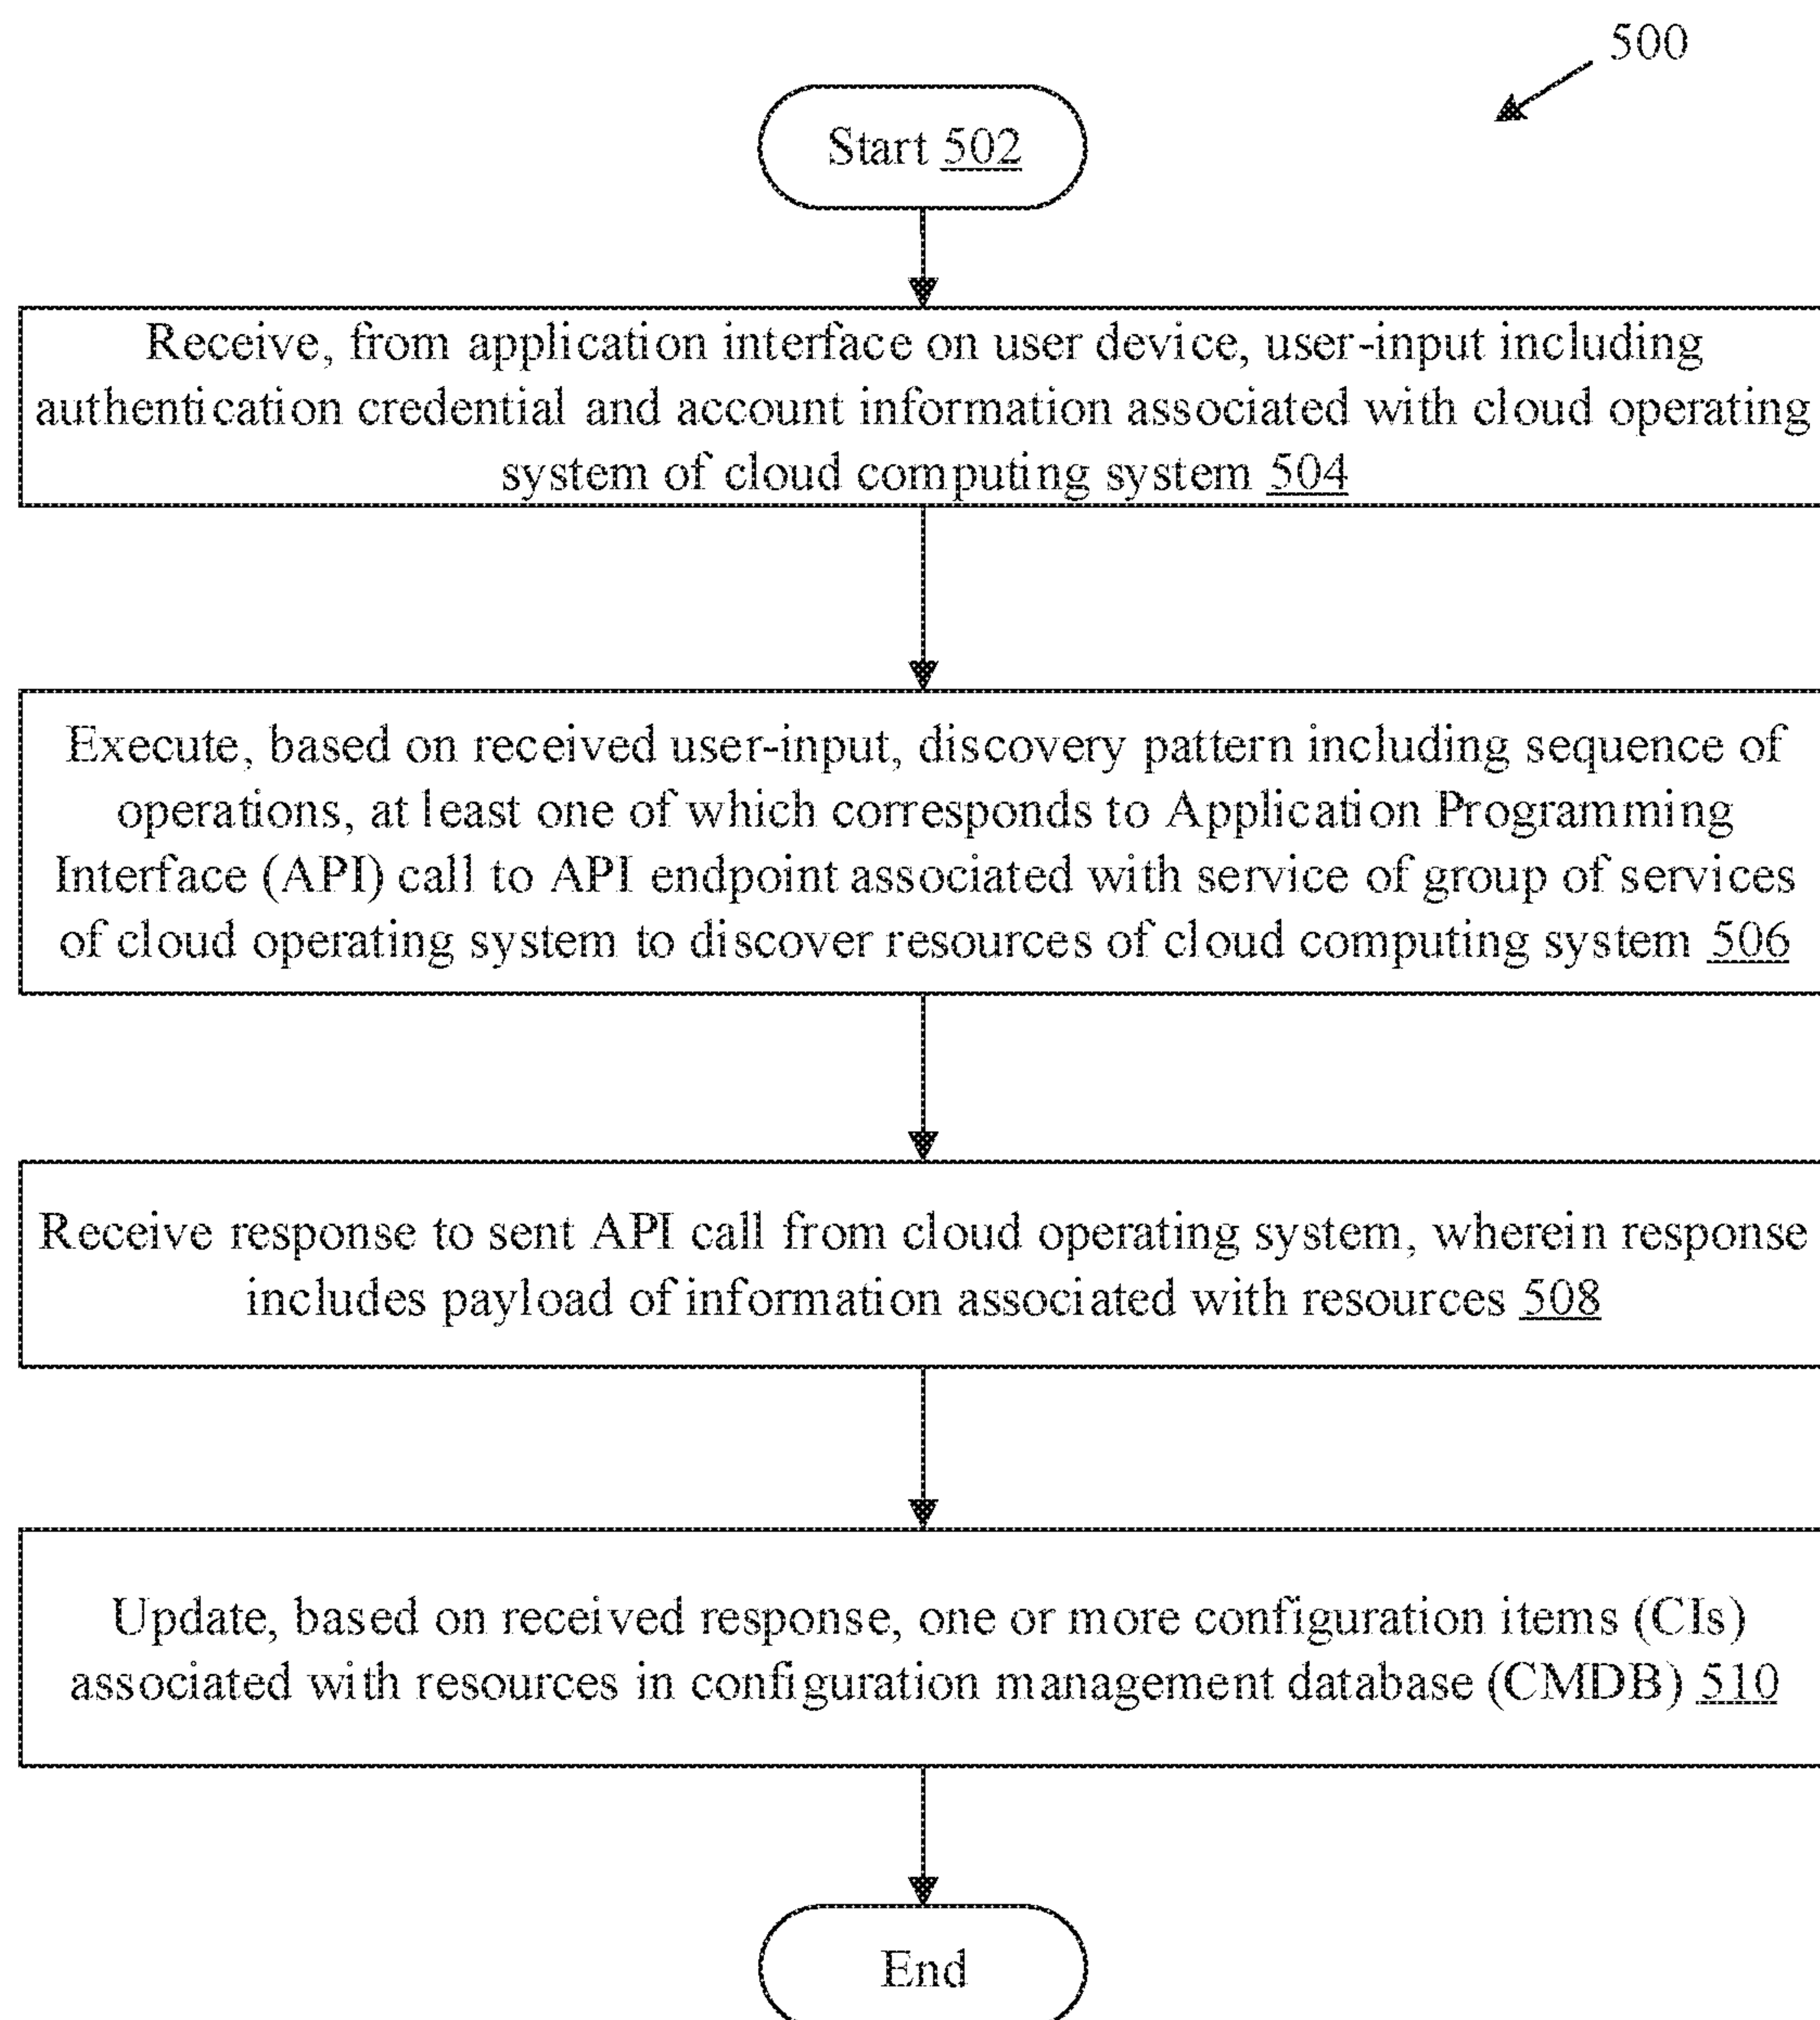 500
Start 502
Receive, from application interface on user device, user-input including
authentication credential and account information associated with cloud operating
system of cloud computing system 504
Execute, based on received user-input, discovery pattern including sequence of
operations, at least one of which corresponds to Application Programming
Interface (API) call to API endpoint associated with service of group of services
of cloud operating system to discover resources of cloud computing system 506
Receive response to sent API call from cloud operating system, wherein response
includes payload of information associated with resources 508
Update, based on received response, one or more configuration items (CIs)
associated with resources in configuration management database (CMDB) 510
End